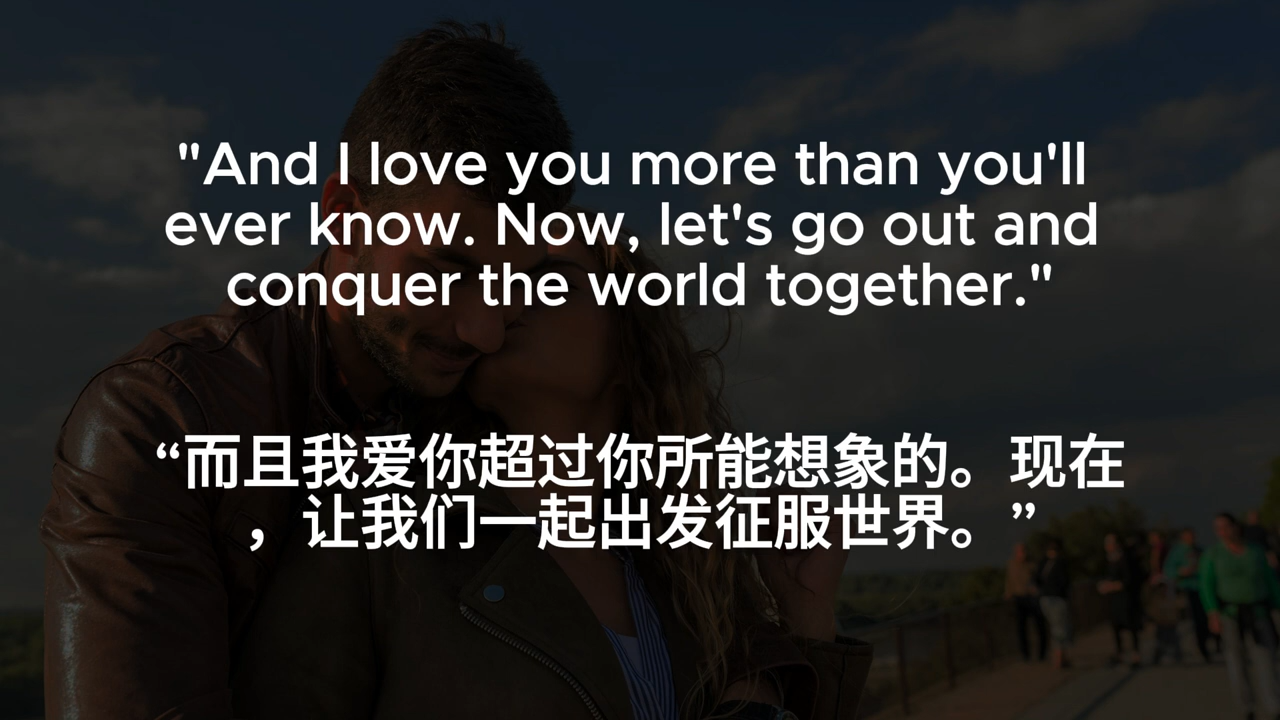 "And I love you more than you'll
ever know. Now, let's go out and
conquer the world together."
“而且我爱你超过你所能想象的。现在
，让我们一起出发征服世界。”